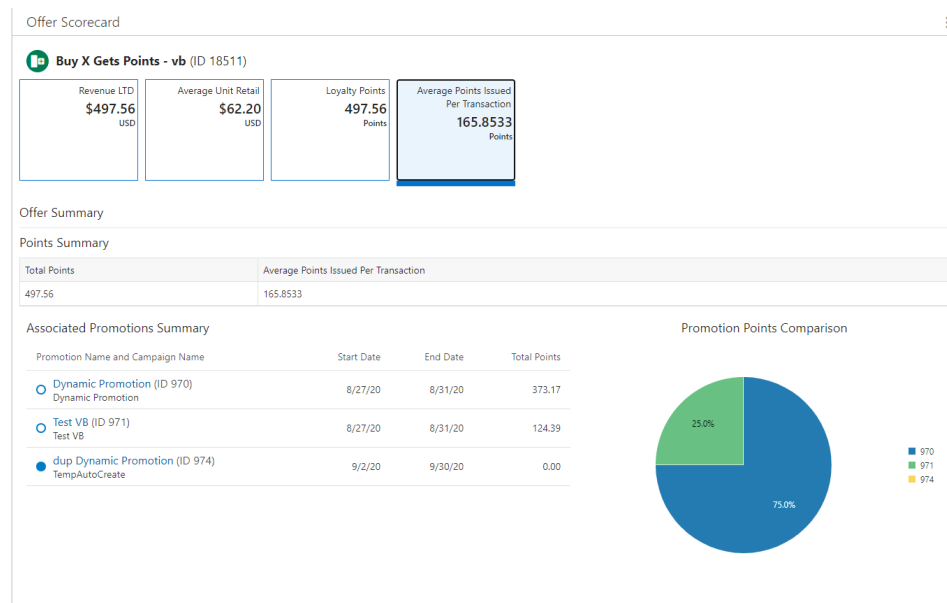 Offer Scorecard
Buy X Gets Points - vb (ID 18511)
Revenue LTD
$497.56
USD
Average Unit Retail
$62.20
USD
Loyalty Points
497.56
Points
Average Points Issued
Per Transaction
165.8533
Points
Offer Summary
Points Summary
Total Points Average Points Issued Per Transaction
497.56 165.8533
Associated Promotions Summary
Promotion Name and Campaign Name Start Date End Date Total Points
Dynamic Promotion (ID 970) 8/27/20 8/31/20 373.17
Dynamic Promotion
Test VB (ID 971) 8/27/20 8/31/20 124.39
Test VB
dup Dynamic Promotion (ID 974) 9/2/20 9/30/20 0.00
TempAutoCreate
Promotion Points Comparison
25.0%
75.0%
970
971
974